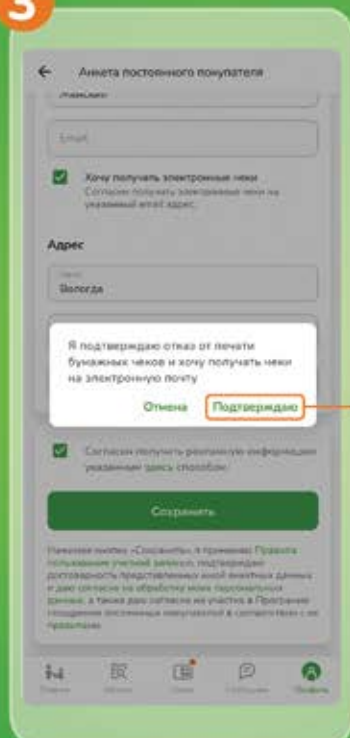 3
Анкета постоянного покупателя
Email
Хочу получать электронные чеки
Согласен получать электронные чеки на
указанный email адрес.
Адрес
Вологда
Я подтверждаю отказ от печати
бумажных чеков и хочу получать чеки
на электронную почту
Отмена Подтверждаю
Согласен получать рекламную информацию
указанным здесь способом.
Сохранить
Нажимая кнопку «Сохранить», я принимаю Правила
пользования учетной записью, подтверждаю
достоверность представленных мной анкетных данных
и даю согласие на обработку моих персональных
данных, а также даю согласие на участие в Программе
поощрения постоянных покупателей в соответствии с ее
правилами.
Главная
Профиль